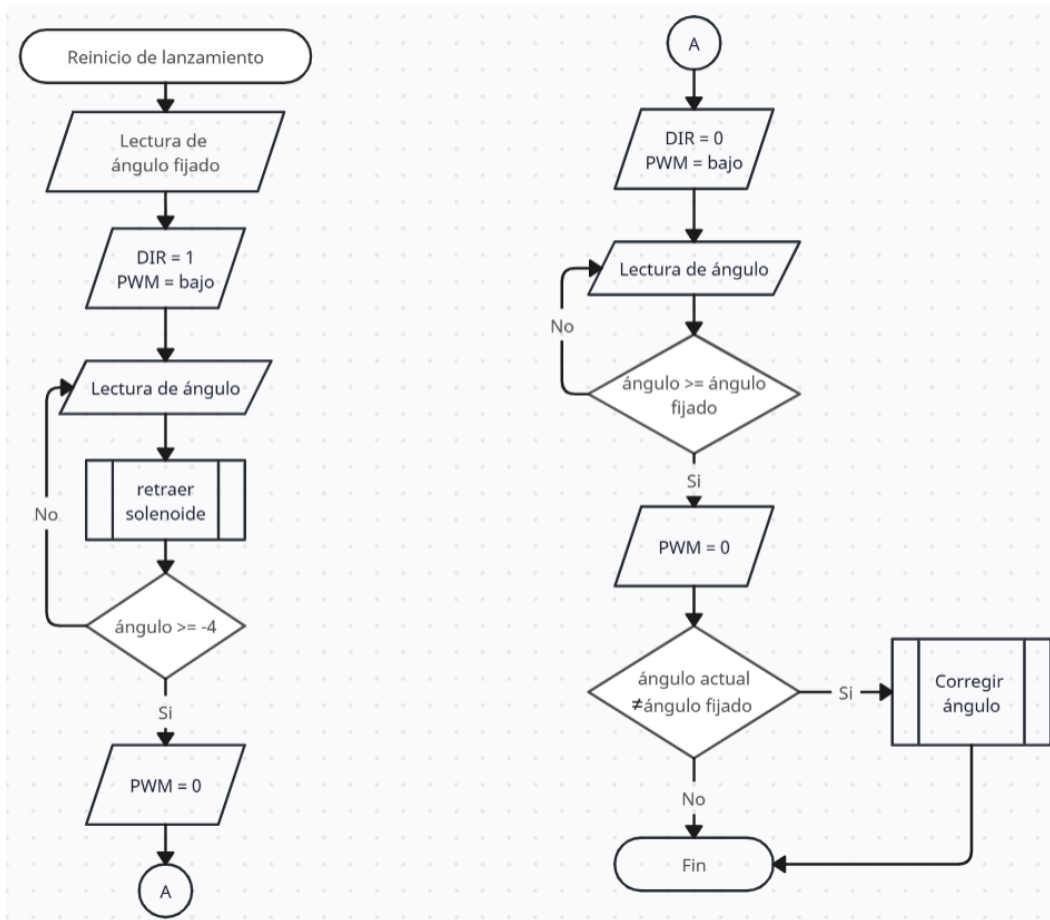 Reinicio de lanzamiento
Lectura de
ángulo fijado
DIR = 1
PWM = bajo
Lectura de ángulo
retraer
solenoide
No
ángulo >= -4
Si
PWM = 0
A
A
DIR = 0
PWM = bajo
Lectura de ángulo
No
ángulo >= ángulo
fijado
Si
PWM = 0
ángulo actual
≠ángulo fijado
Si
Corregir
ángulo
No
Fin